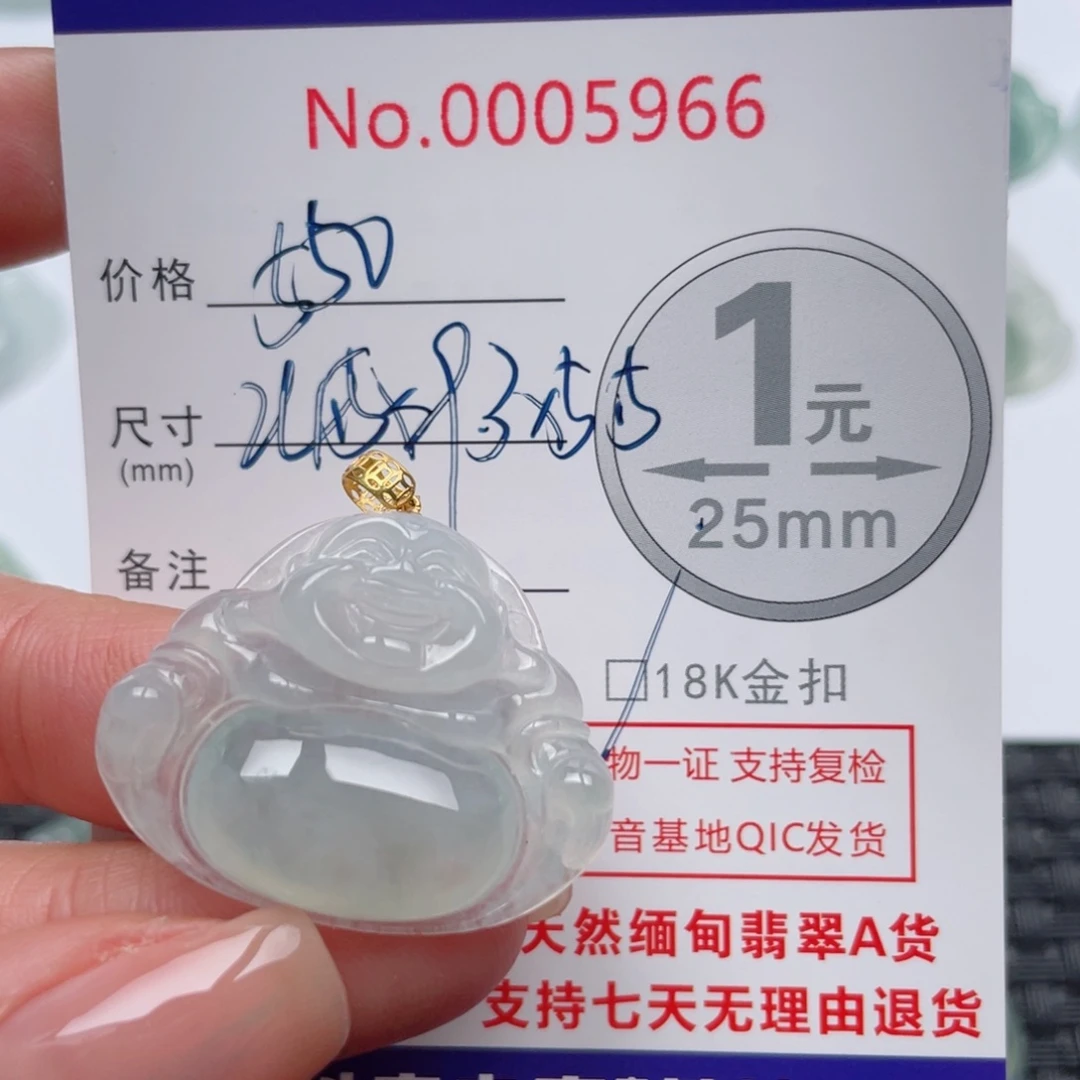 No.0005966
价格 550
尺寸
(mm)
备注
1元
25mm
□18K金扣
物一证 支持复检
音基地QIC发货
天然缅甸翡翠A货
支持七天无理由退货